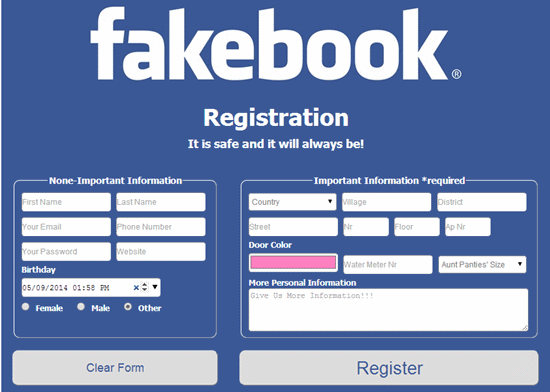 fakebook®
Registration
It is safe and it will always be!
None-Important Information
First Name Last Name
Your Email Phone Number
Your Password Website
Birthday
05/09/2014 01:58 PM
Female Male Other
Important Information *required
Country Village District
Street Nr Floor Ap Nr
Door Color
Water Meter Nr Aunt Panties' Size
More Personal Information
Give Us More Information!!!
Clear Form Register